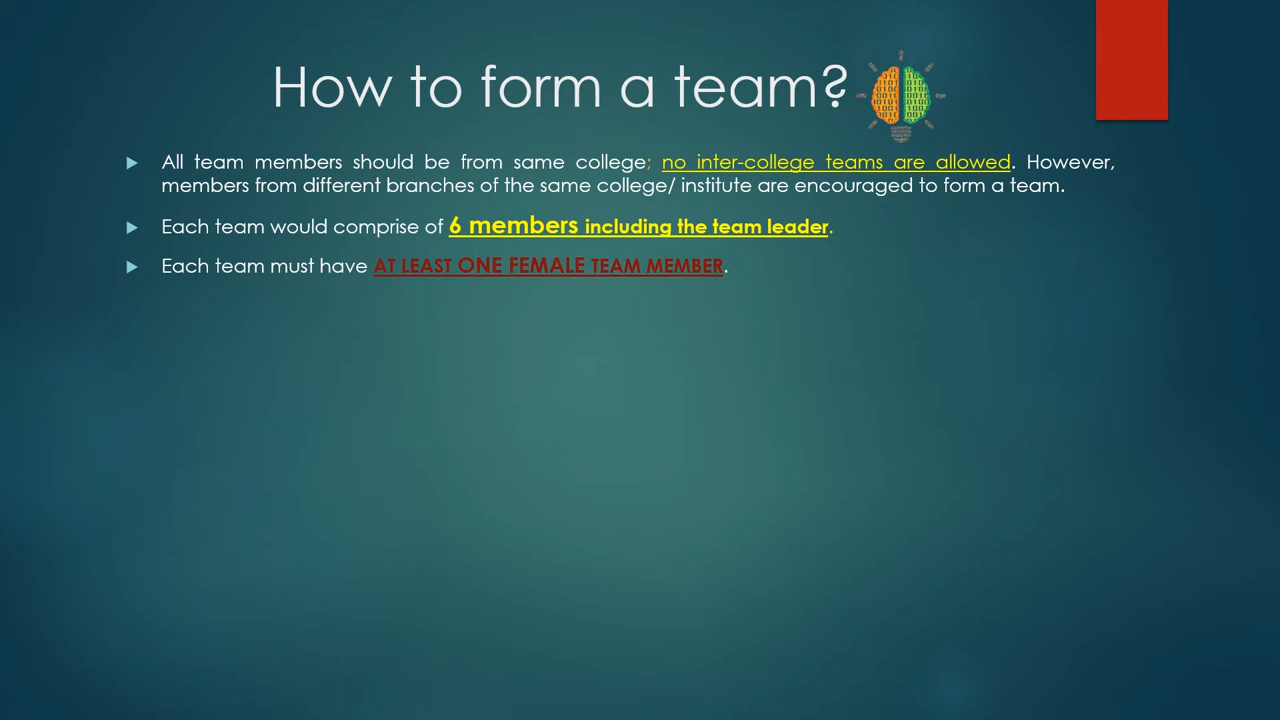 How to form a team?
All team members should be from same college; no inter-college teams are allowed. However,
members from different branches of the same college/ institute are encouraged to form a team.
Each team would comprise of 6 members including the team leader.
Each team must have AT LEAST ONE FEMALE TEAM MEMBER.